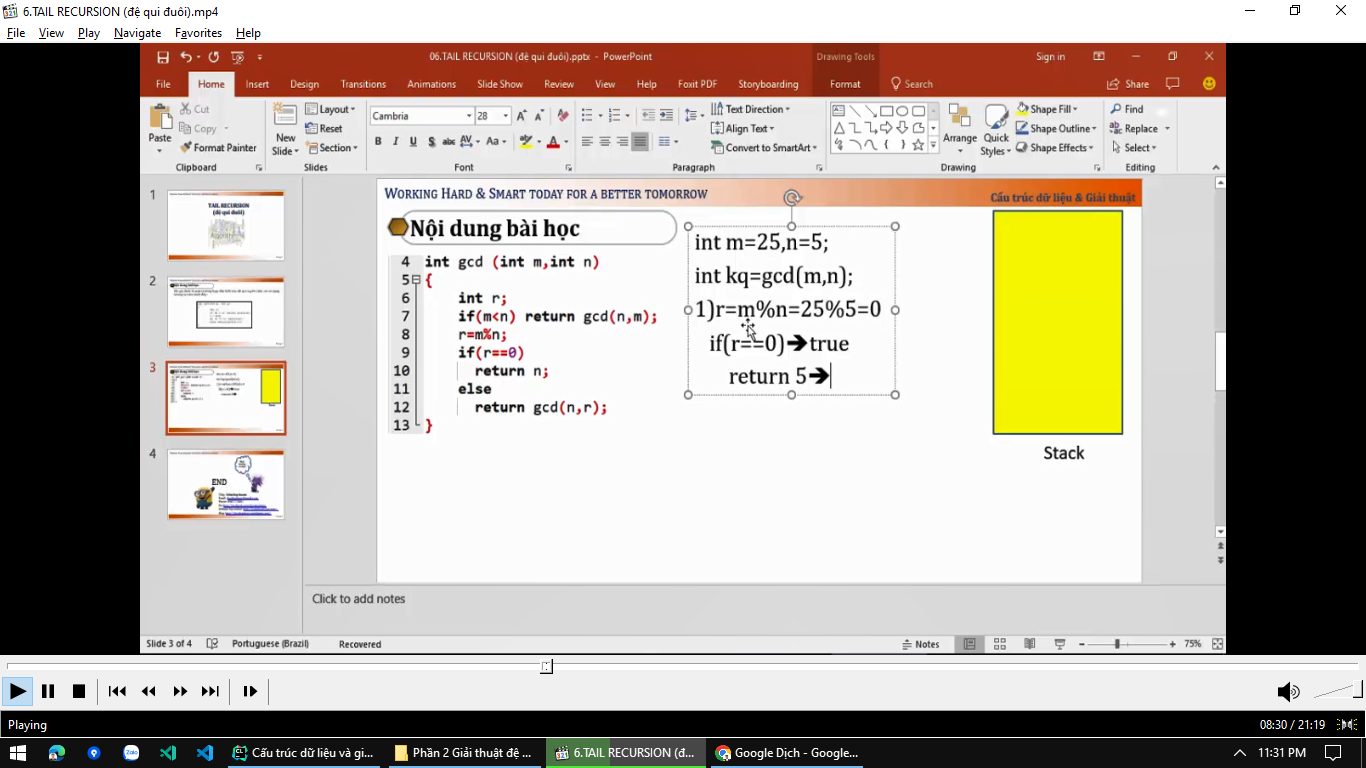 6.TAIL RECURSION (đệ qui đuôi).mp4
File View Play Navigate Favorites Help
06.TAIL RECURSION (đệ qui đuôi).pptx - PowerPoint
Drawing Tools
Sign in
File Home Insert Design Transitions Animations Slide Show Review View Help Foxit PDF Storyboarding Format Search Share
Paste
Cut
Copy
Format Painter
Clipboard
New Slide
Layout
Reset
Section
Slides
Cambria 28
B I U S abc AV Aa A
Font
Text Direction
Align Text
Convert to SmartArt
Paragraph
Arrange
Quick Styles
Shape Fill
Shape Outline
Shape Effects
Drawing
Find
Replace
Select
Editing
1
TAIL RECURSION
(đệ qui đuôi)
2
3
4
END
WORKING HARD & SMART TODAY FOR A BETTER TOMORROW
Cấu trúc dữ liệu & Giải thuật
Nội dung bài học
4 int gcd (int m,int n)
5 {
6 int r;
7 if(m<n) return gcd(n,m);
8 r=m%n;
9 if(r==0)
10 return n;
11 else
12 return gcd(n,r);
13 }
int m=25,n=5;
int kq=gcd(m,n);
1)r=m%n=25%5=0
if(r==0)➔true
return 5➔
Stack
Click to add notes
Slide 3 of 4 Portuguese (Brazil) Recovered Notes 75%
Playing
08:30 / 21:19
Zalo
Cấu trúc dữ liệu và gi...
Phần 2 Giải thuật đệ ...
6.TAIL RECURSION (đ...
Google Dịch - Google...
11:31 PM